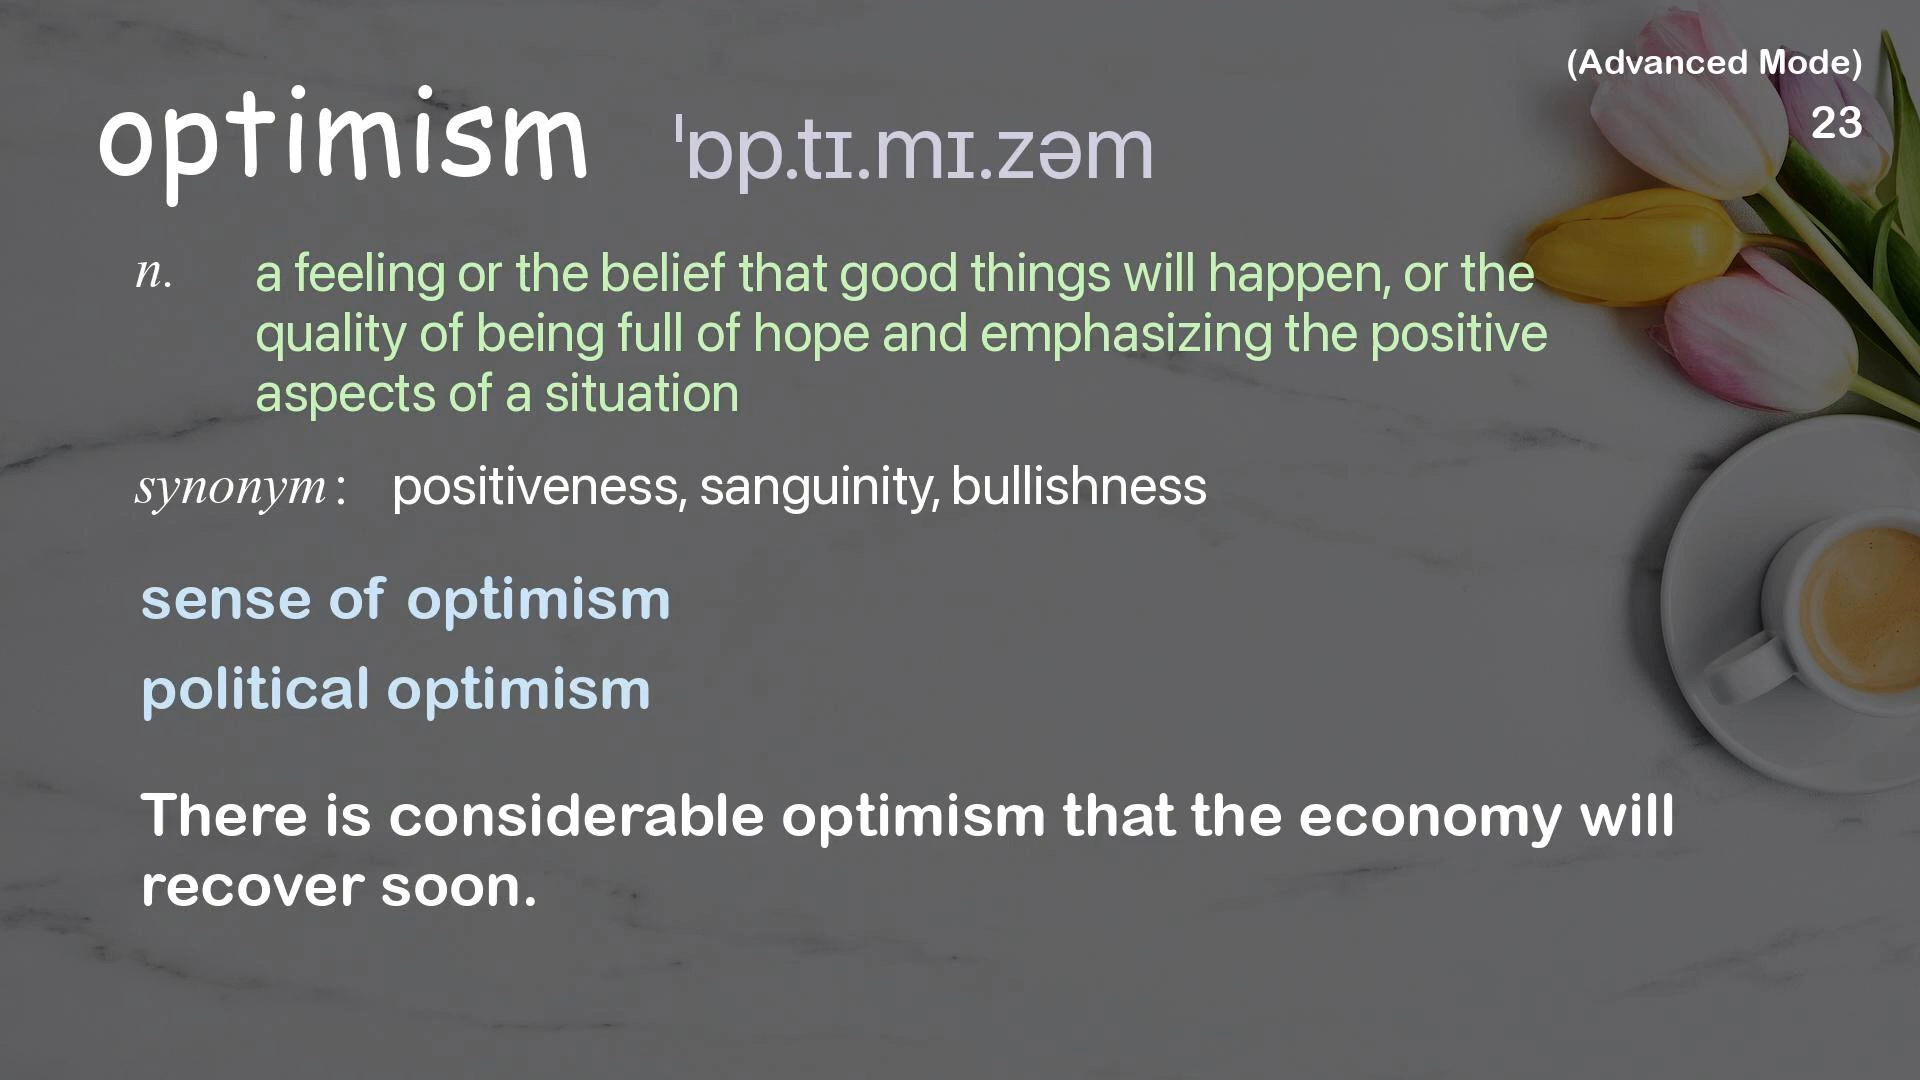 (Advanced Mode)
optimism ˈɒp.tɪ.mɪ.zəm
23
n. a feeling or the belief that good things will happen, or the
quality of being full of hope and emphasizing the positive
aspects of a situation
synonym : positiveness, sanguinity, bullishness
sense of optimism
political optimism
There is considerable optimism that the economy will
recover soon.